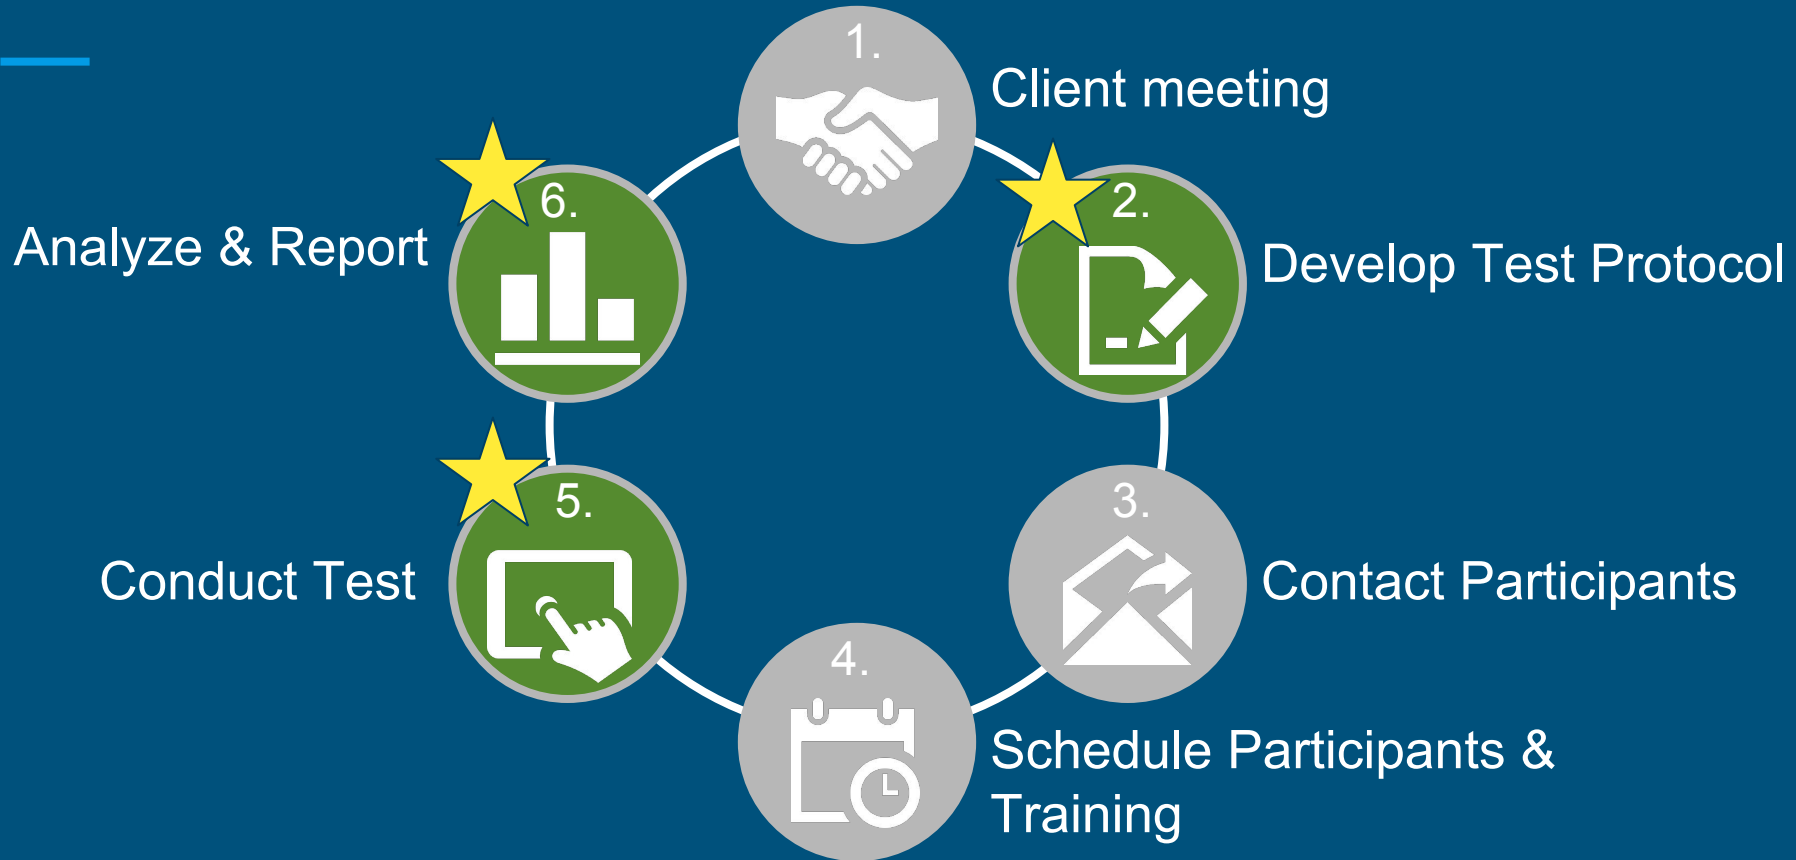 1.
Client meeting
2.
Develop Test Protocol
3.
Contact Participants
4.
Schedule Participants &
Training
5.
Conduct Test
6.
Analyze & Report